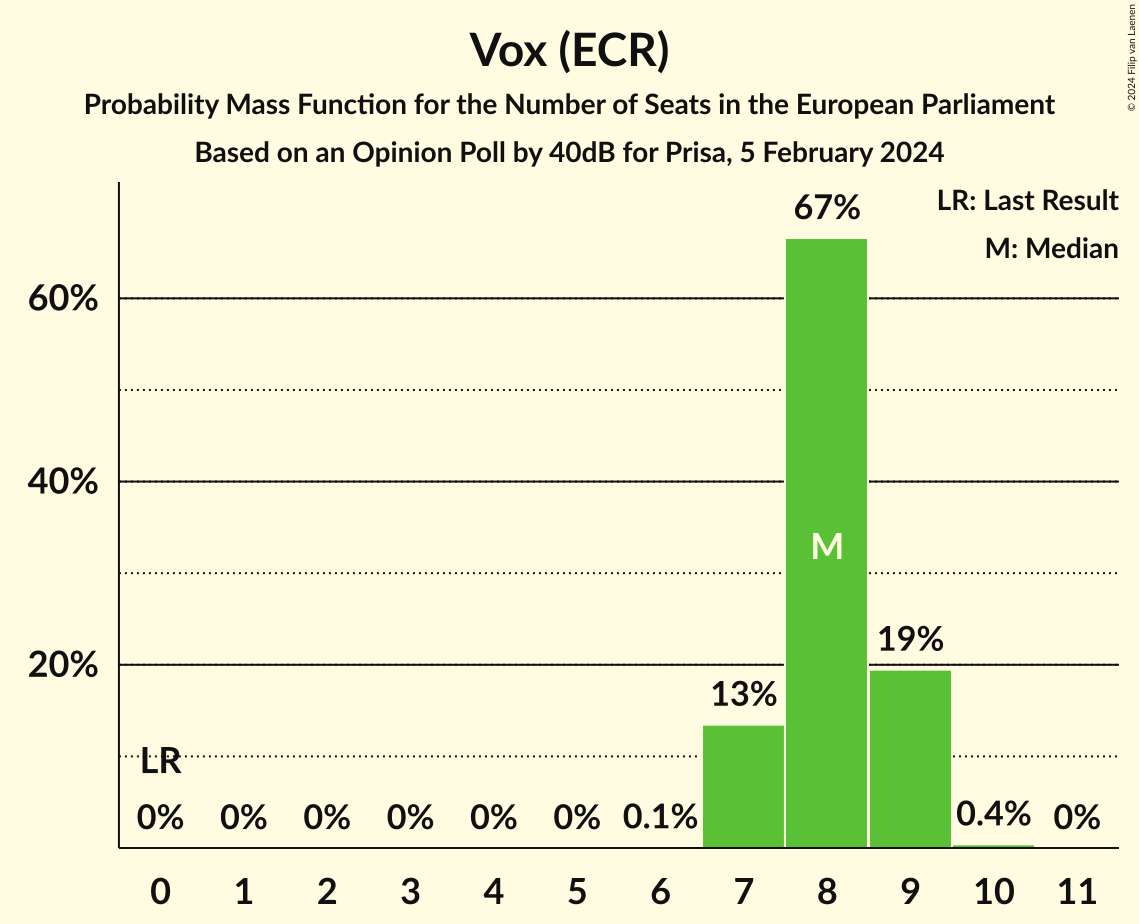 Vox (ECR)
Probability Mass Function for the Number of Seats in the European Parliament
Based on an Opinion Poll by 40dB for Prisa, 5 February 2024
© 2024 Filip van Laenen
LR: Last Result
M: Median
67%
60%
40%
M
19%
20%
13%
LR
0% 0% 0% 0% 0% 0% 0.1% 0.4% 0%
0 1 2 3 4 5 6 7 8 9 10 11